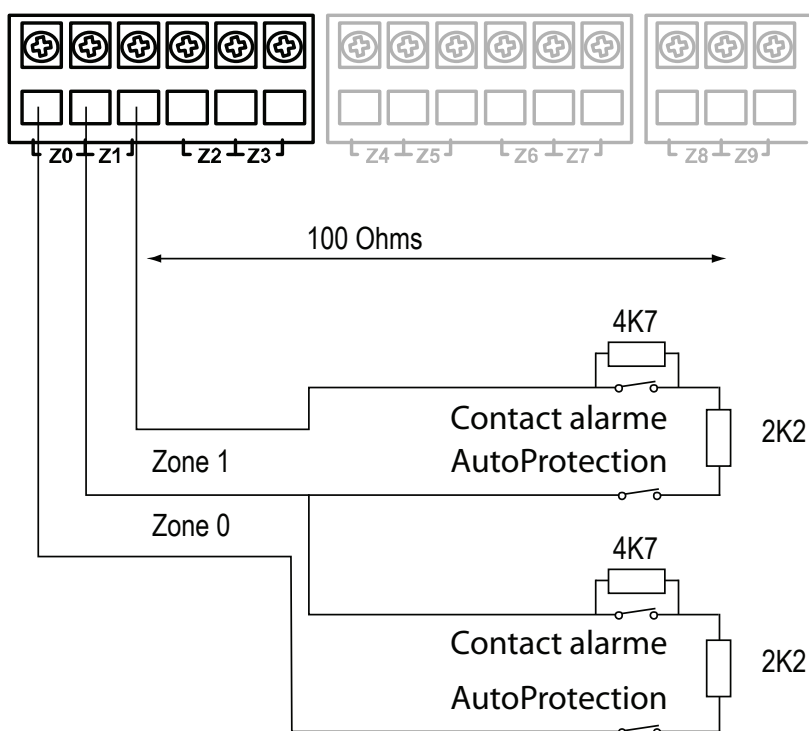 Z0 Z1 Z2 Z3 Z4 Z5 Z6 Z7 Z8 Z9
100 Ohms
4K7
Contact alarme
2K2
Zone 1
AutoProtection
Zone 0
4K7
Contact alarme
2K2
AutoProtection